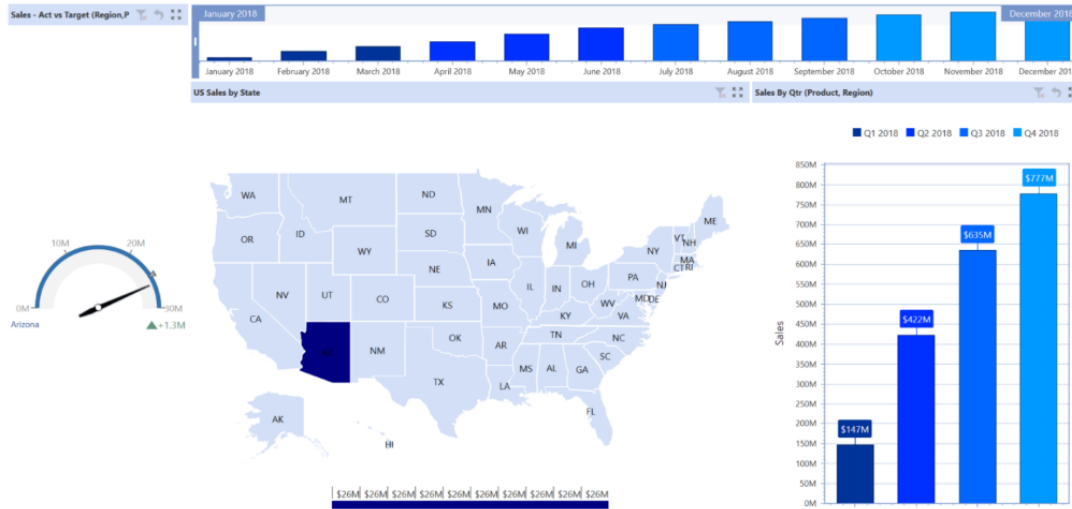 Sales - Act vs Target (Region,P
January 2018
December 2018
January 2018 February 2018 March 2018 April 2018 May 2018 June 2018 July 2018 August 2018 September 2018 October 2018 November 2018 December 201
US Sales by State
Sales By Qtr (Product, Region)
Q1 2018 Q2 2018 Q3 2018 Q4 2018
0M 10M 20M 30M
Arizona
+1.3M
WA MT ND MN ME
OR ID SD WI MI VT NH
WY NY MA
NE IA CT RI
NV UT CO IL IN OH PA NJ
CA KS MO WV MD DE
KY VA
AZ NM OK AR TN NC
SC
TX MS AL GA
LA
AK FL
HI
$26M $26M $26M $26M $26M $26M $26M $26M $26M $26M
Sales
850M
800M
750M
700M
650M
600M
550M
500M
450M
400M
350M
300M
250M
200M
150M
100M
50M
0M
$147M
$422M
$635M
$777M